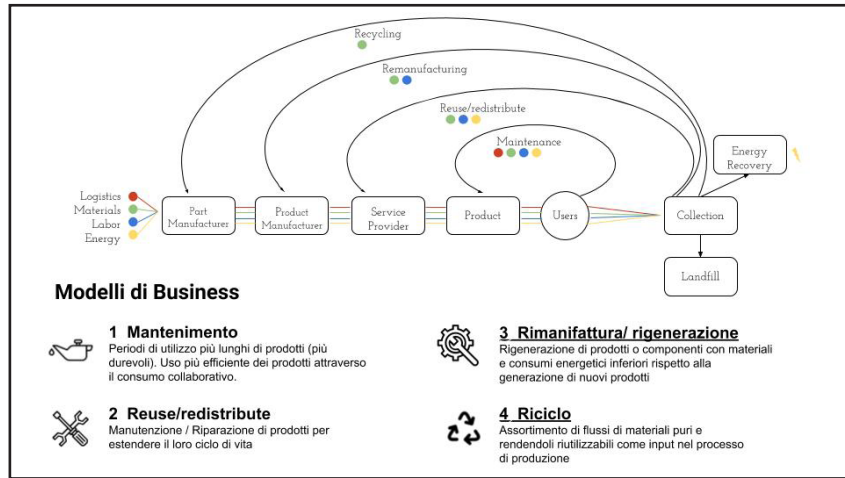 Recycling
Remanufacturing
Reuse/redistribute
Maintenance
Energy
Recovery
Logistics
Materials
Labor
Energy
Part
Manufacturer
Product
Manufacturer
Service
Provider
Product
Users
Collection
Landfill
Modelli di Business
1 Mantenimento
Periodi di utilizzo più lunghi di prodotti (più
durevoli). Uso più efficiente dei prodotti attraverso
il consumo collaborativo.
2 Reuse/redistribute
Manutenzione / Riparazione di prodotti per
estendere il loro ciclo di vita
3 Rimanifattura/ rigenerazione
Rigenerazione di prodotti o componenti con materiali
e consumi energetici inferiori rispetto alla
generazione di nuovi prodotti
4 Riciclo
Assortimento di flussi di materiali puri e
rendendoli riutilizzabili come input nel processo
di produzione